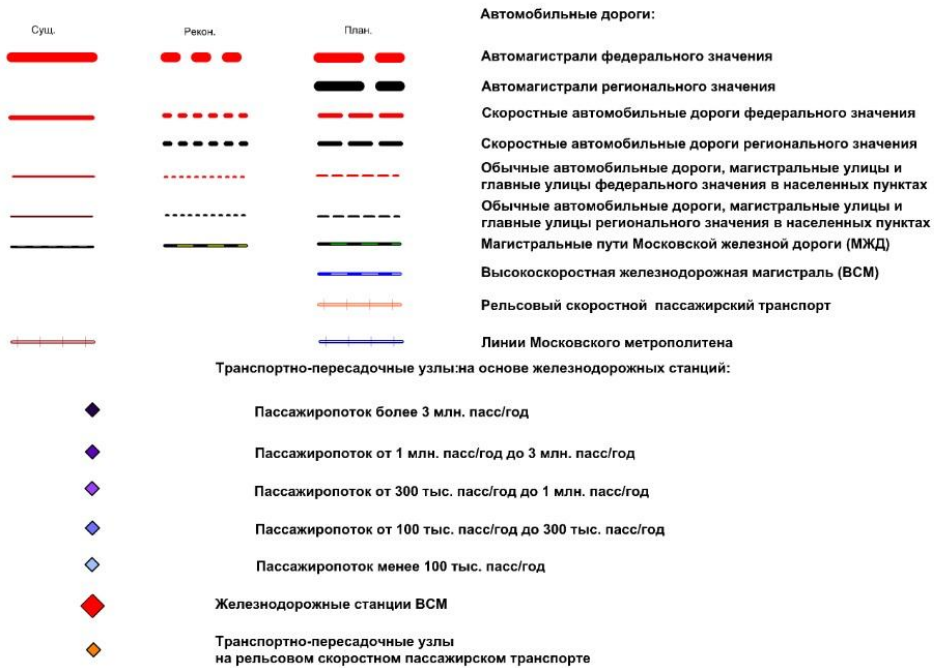 Автомобильные дороги:
Сущ. Рекон. План.
Автомагистрали федерального значения
Автомагистрали регионального значения
Скоростные автомобильные дороги федерального значения
Скоростные автомобильные дороги регионального значения
Обычные автомобильные дороги, магистральные улицы и
главные улицы федерального значения в населенных пунктах
Обычные автомобильные дороги, магистральные улицы и
главные улицы регионального значения в населенных пунктах
Магистральные пути Московской железной дороги (МЖД)
Высокоскоростная железнодорожная магистраль (ВСМ)
Рельсовый скоростной пассажирский транспорт
Линии Московского метрополитена
Транспортно-пересадочные узлы:на основе железнодорожных станций:
Пассажиропоток более 3 млн. пасс/год
Пассажиропоток от 1 млн. пасс/год до 3 млн. пасс/год
Пассажиропоток от 300 тыс. пасс/год до 1 млн. пасс/год
Пассажиропоток от 100 тыс. пасс/год до 300 тыс. пасс/год
Пассажиропоток менее 100 тыс. пасс/год
Железнодорожные станции ВСМ
Транспортно-пересадочные узлы
на рельсовом скоростном пассажирском транспорте